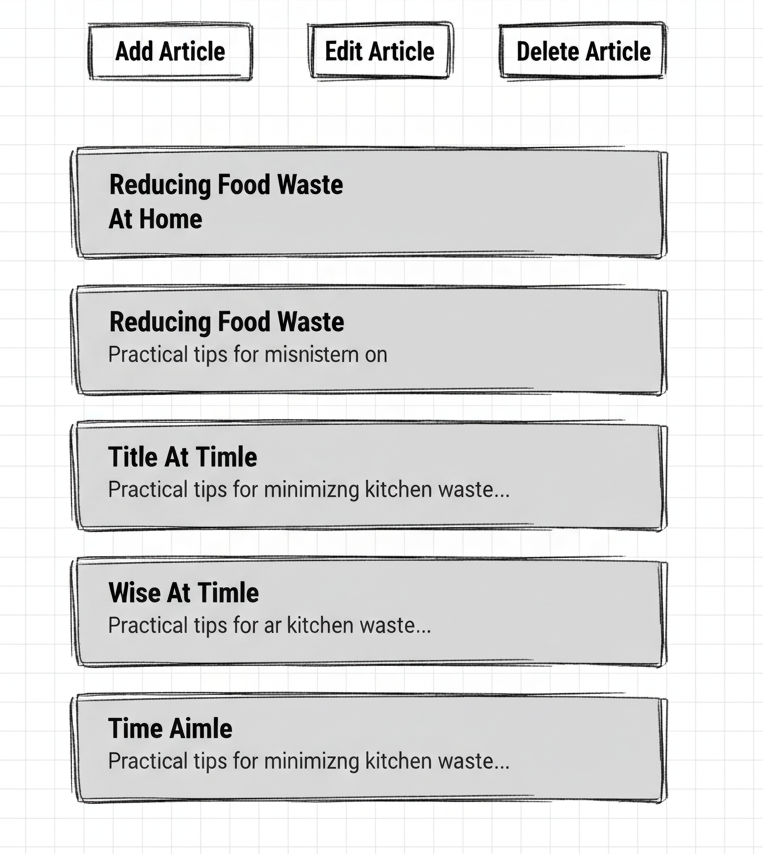 Add Article
Edit Article
Delete Article
Reducing Food Waste
At Home
Reducing Food Waste
Practical tips for misnistem on
Title At Timle
Practical tips for minimizng kitchen waste...
Wise At Timle
Practical tips for ar kitchen waste...
Time Aimle
Practical tips for minimizng kitchen waste...